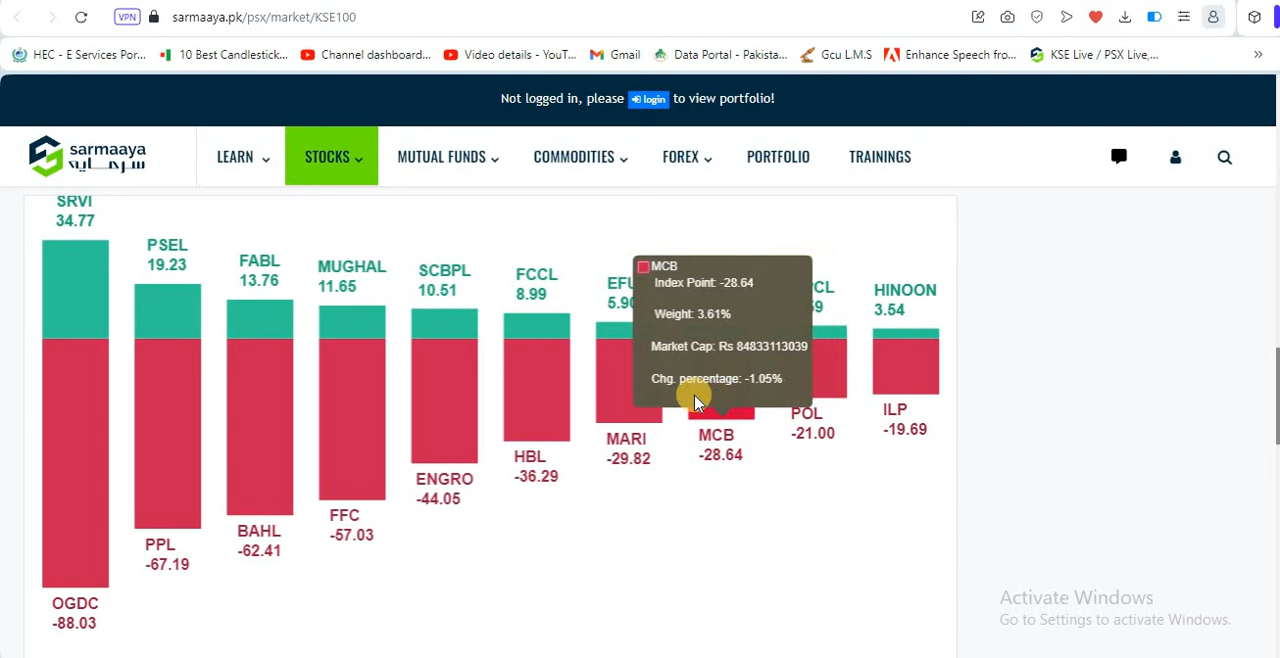 VPN
sarmaaya.pk/psx/market/KSE100
HEC - E Services Por...
10 Best Candlestick...
Channel dashboard...
Video details - YouT...
Gmail
Data Portal - Pakista...
Gcu L.M.S
Enhance Speech fro...
KSE Live / PSX Live,...
»
Not logged in, please login to view portfolio!
sarmaaya
سرمایہ
LEARN
STOCKS
MUTUAL FUNDS
COMMODITIES
FOREX
PORTFOLIO
TRAININGS
SRVI
34.77
PSEL
19.23
FABL
13.76
MUGHAL
11.65
SCBPL
10.51
FCCL
8.99
HINOON
3.54
MCB
Index Point: -28.64
Weight: 3.61%
Market Cap: Rs 84833113039
Chg. percentage: -1.05%
OGDC
-88.03
PPL
-67.19
BAHL
-62.41
FFC
-57.03
ENGRO
-44.05
HBL
-36.29
MARI
-29.82
MCB
-28.64
POL
-21.00
ILP
-19.69
Activate Windows
Go to Settings to activate Windows.